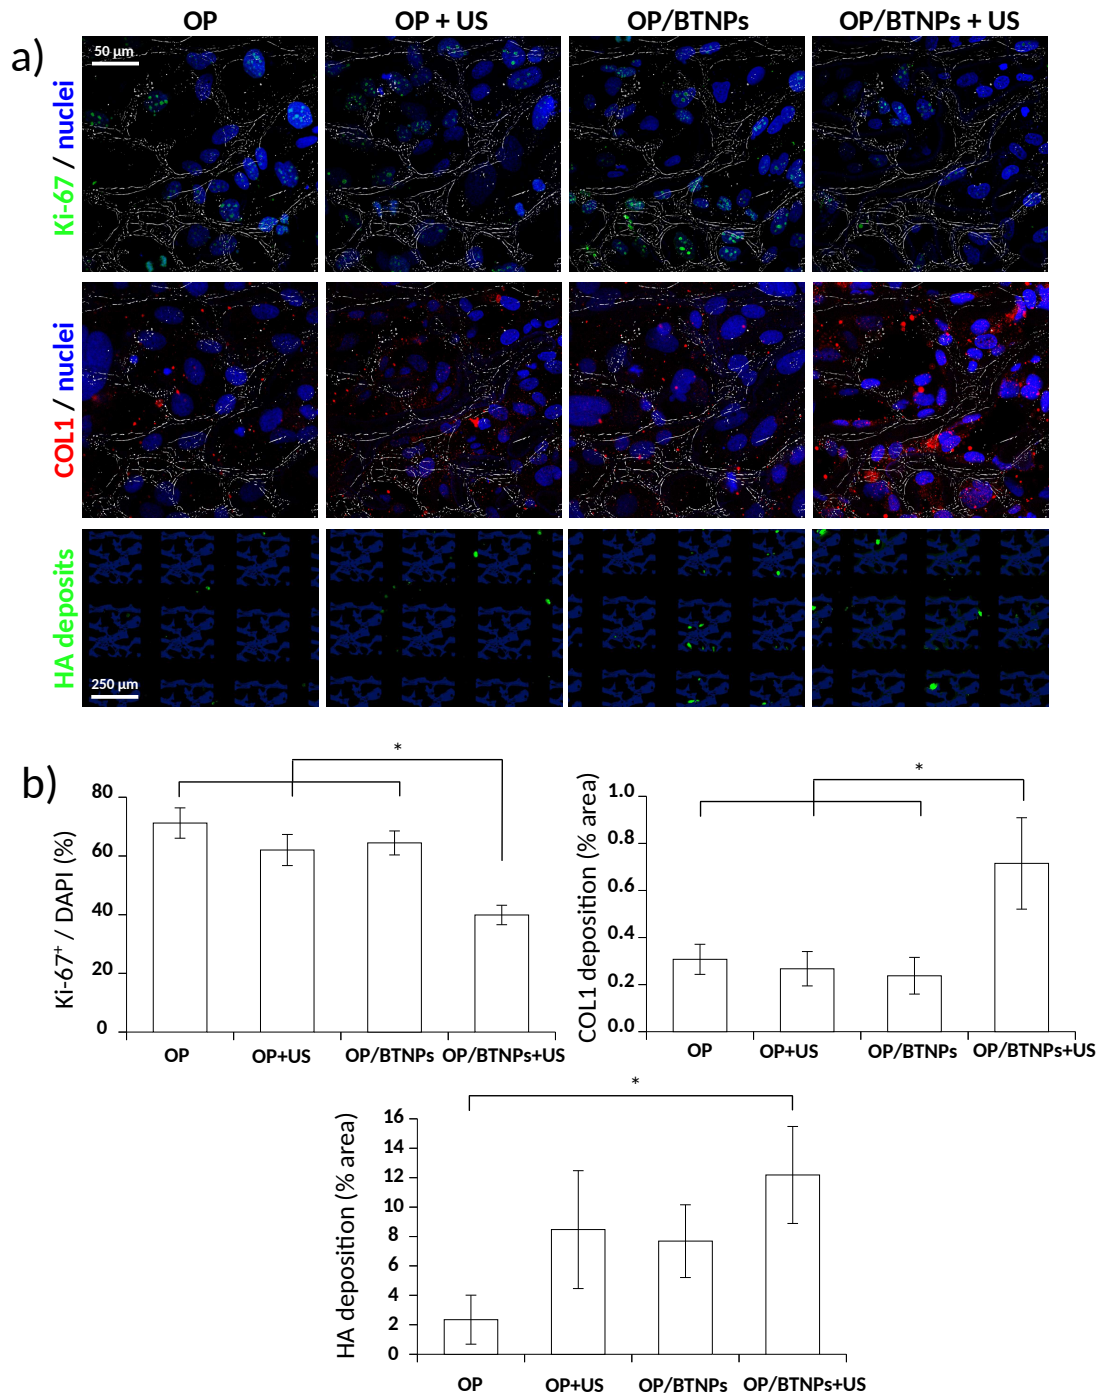 a)
OP OP + US OP/BTNPs OP/BTNPs + US
50 µm
Ki-67 / nuclei
COL1 / nuclei
HA deposits
250 µm
b)
*
80
60
40
20
0
Ki-67⁺ / DAPI (%)
OP OP+US OP/BTNPs OP/BTNPs+US
*
1.0
0.8
0.6
0.4
0.2
0.0
COL1 deposition (% area)
OP OP+US OP/BTNPs OP/BTNPs+US
*
16
14
12
10
8
6
4
2
0
HA deposition (% area)
OP OP+US OP/BTNPs OP/BTNPs+US